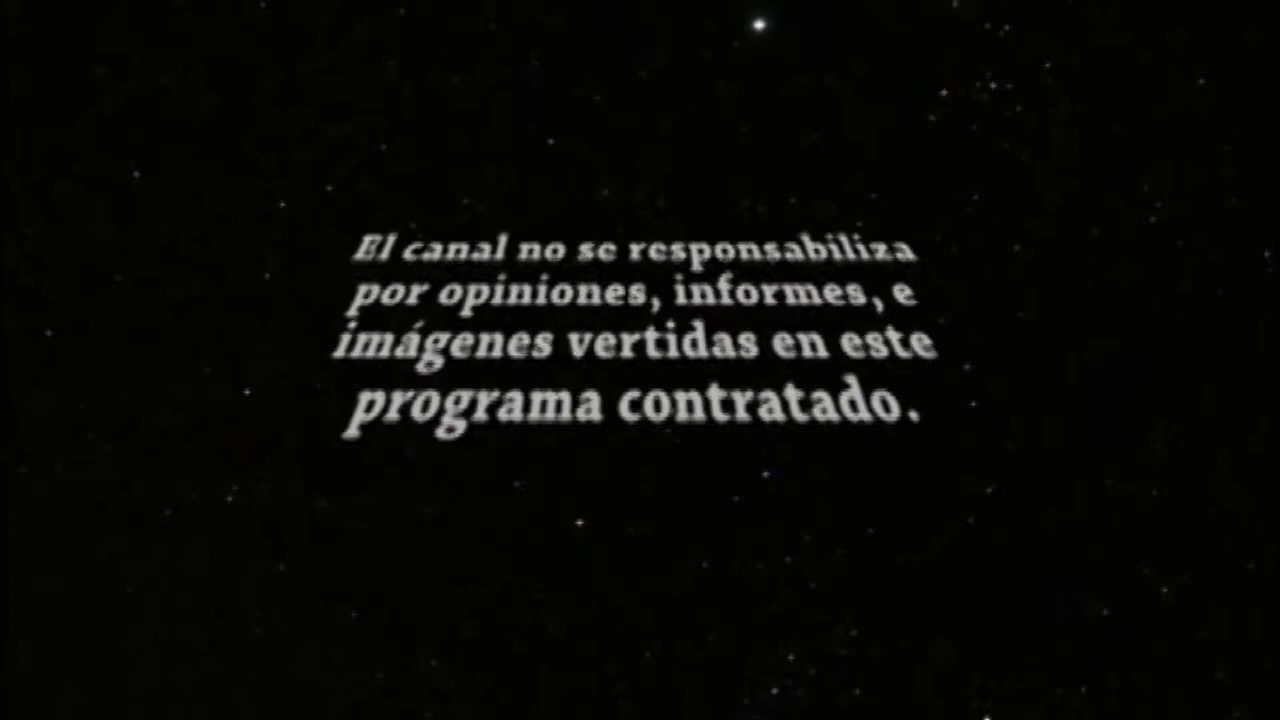 El canal no se responsabiliza
por opiniones, informes, e
imágenes vertidas en este
programa contratado.